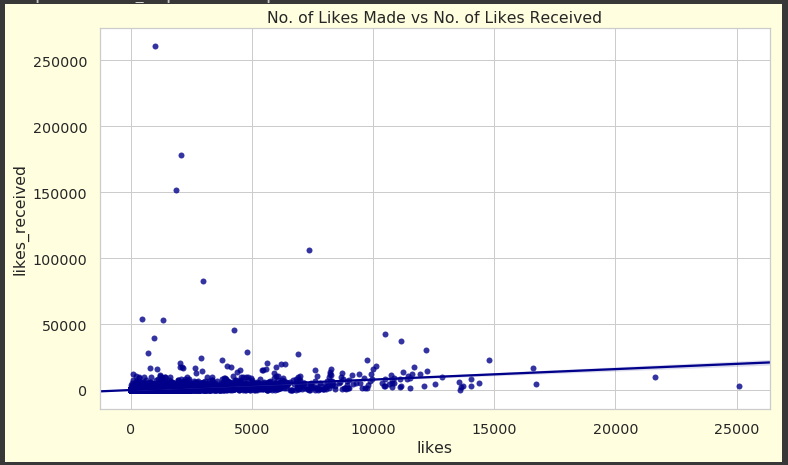 No. of Likes Made vs No. of Likes Received
250000
200000
150000
100000
50000
0
likes_received
0 5000 10000 15000 20000 25000
likes